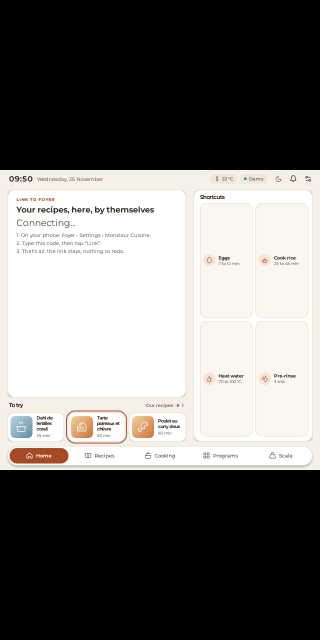 09:50 Wednesday, 25 November
22 °C
Demo
LINK TO FOYER
Your recipes, here, by themselves
Connecting...
1. On your phone: Foyer › Settings › Monsieur Cuisine.
2. Type this code, then tap "Link".
3. That's all: the link stays, nothing to redo.
Shortcuts
Eggs
7 to 12 min
Cook rice
25 to 45 min
Heat water
70 to 100 °C
Pre-rinse
3 min
To try
Our recipes · 8 ›
Dahl de
lentilles
corail
35 min
Tarte
poireaux et
chèvre
50 min
Poulet au
curry doux
40 min
Home
Recipes
Cooking
Programs
Scale